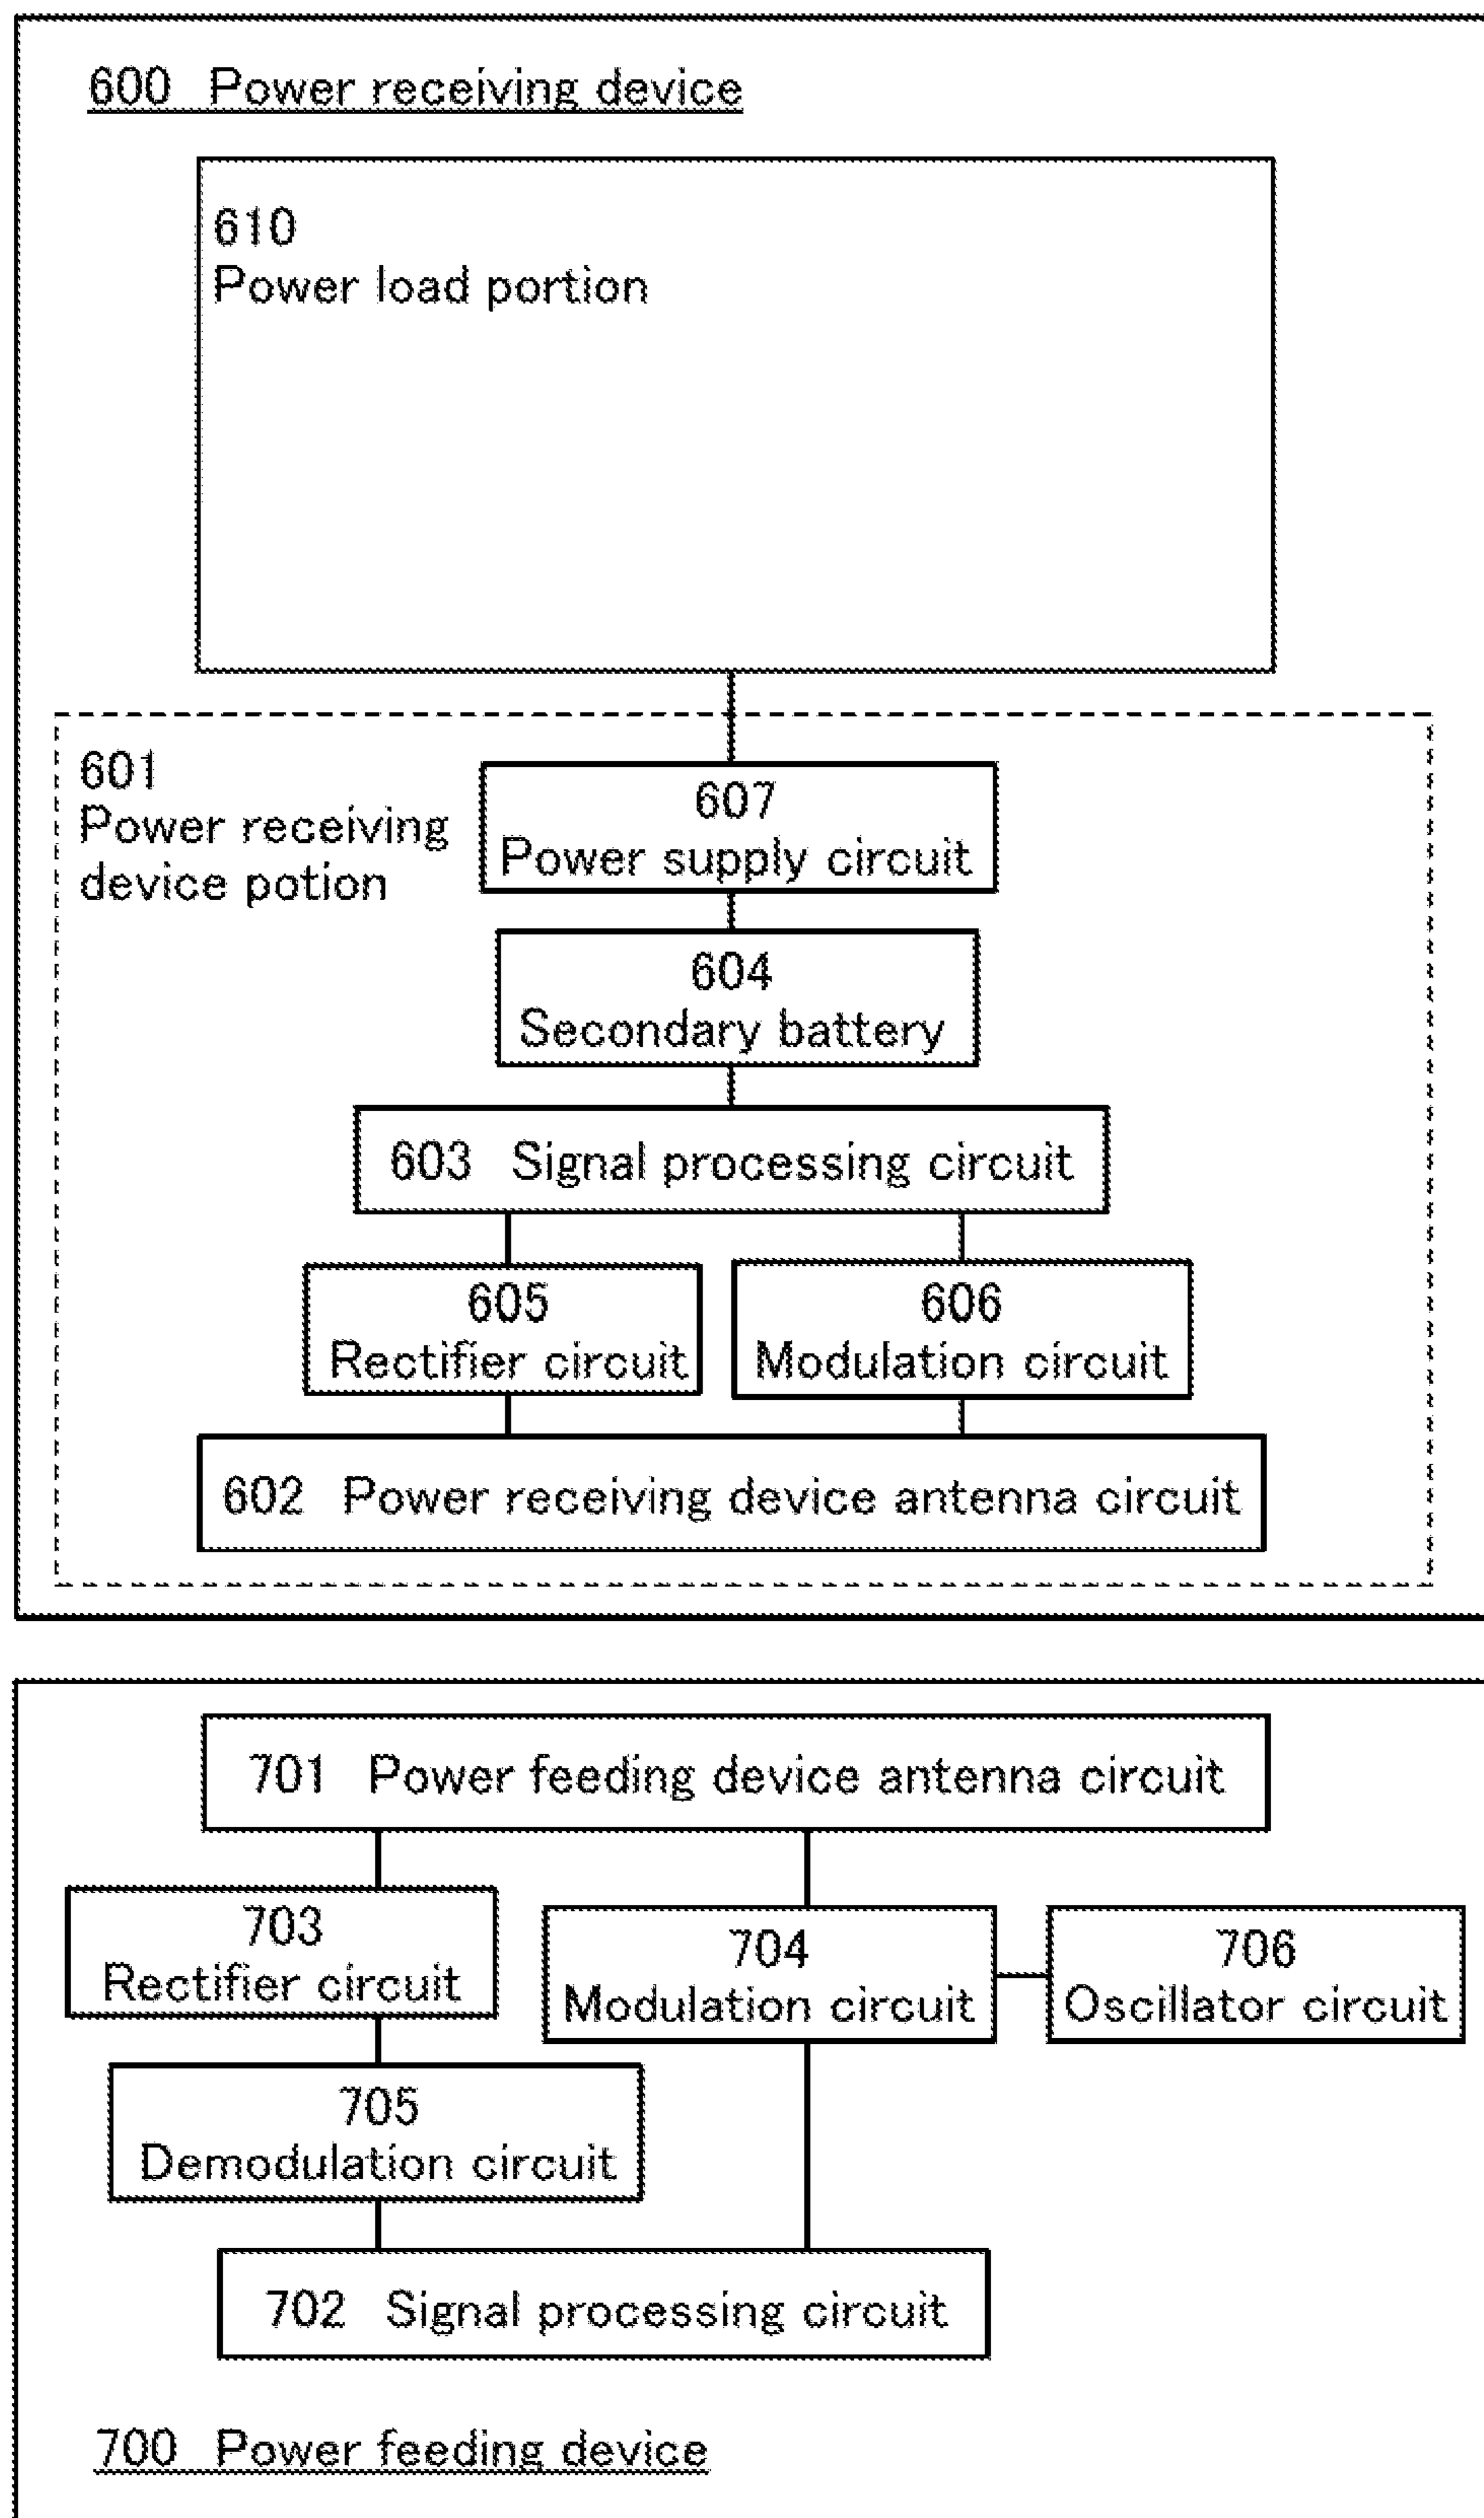 600 Power receiving device
610
Power load portion
601
Power receiving
device potion
607
Power supply circuit
604
Secondary battery
603 Signal processing circuit
605
Rectifier circuit
606
Modulation circuit
602 Power receiving device antenna circuit
701 Power feeding device antenna circuit
703
Rectifier circuit
704
Modulation circuit
706
Oscillator circuit
705
Demodulation circuit
702 Signal processing circuit
700 Power feeding device